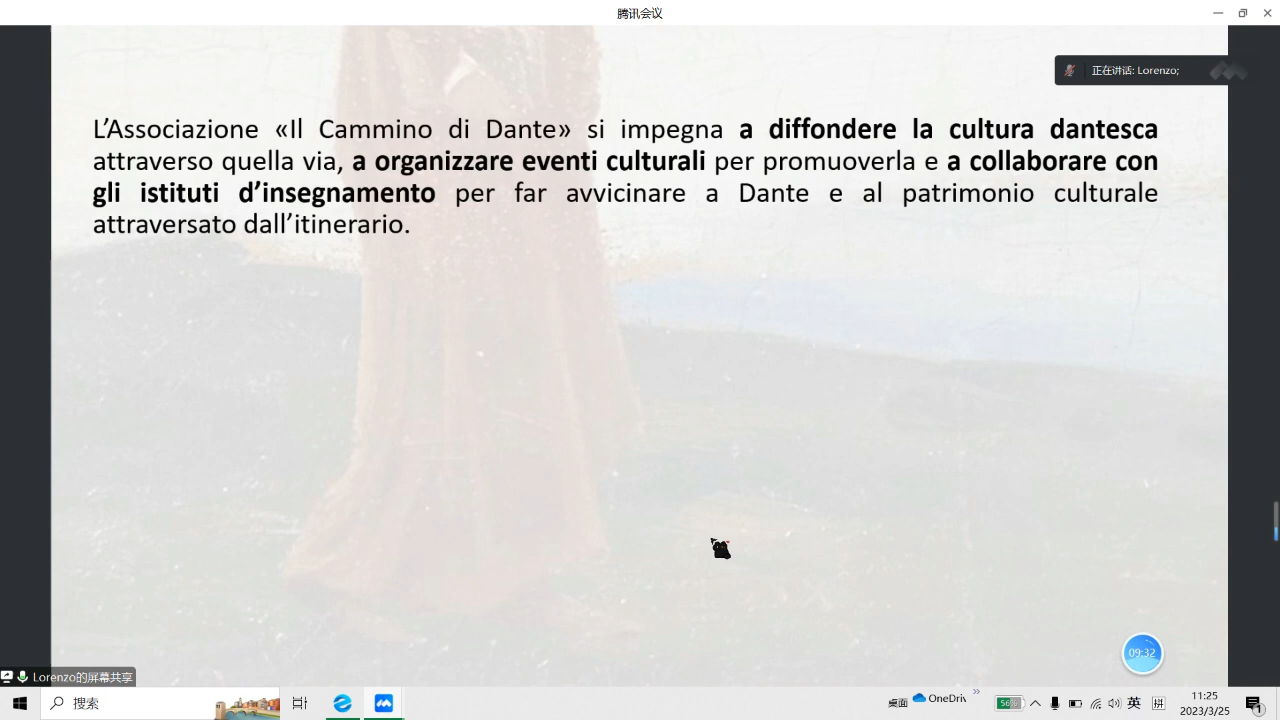 腾讯会议
正在讲话: Lorenzo;
L’Associazione «Il Cammino di Dante» si impegna a diffondere la cultura dantesca
attraverso quella via, a organizzare eventi culturali per promuoverla e a collaborare con
gli istituti d’insegnamento per far avvicinare a Dante e al patrimonio culturale
attraversato dall’itinerario.
09:32
Lorenzo的屏幕共享
搜索
桌面
OneDriv
56%
英
拼
11:25
2023/3/25
1